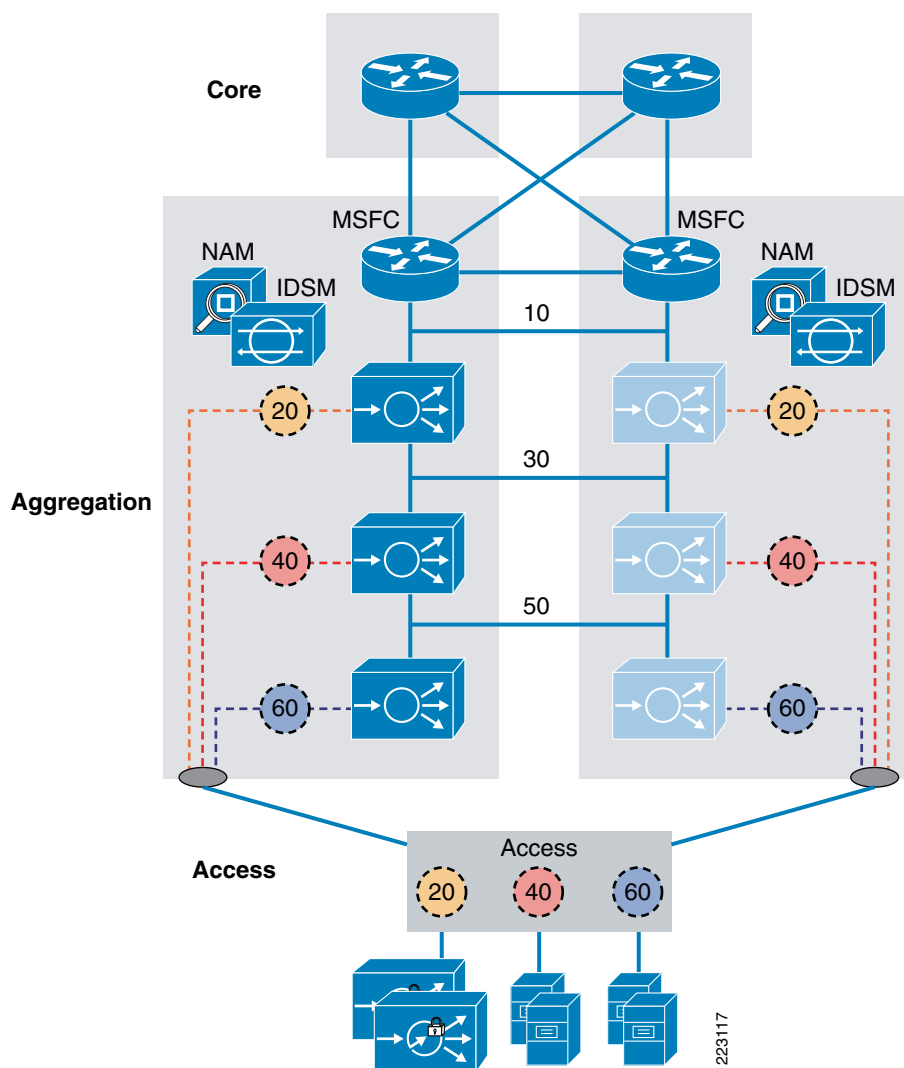 Core
MSFC
MSFC
NAM
IDSM
NAM
IDSM
10
20
20
30
Aggregation
40
40
50
60
60
Access
Access
20
40
60
223117